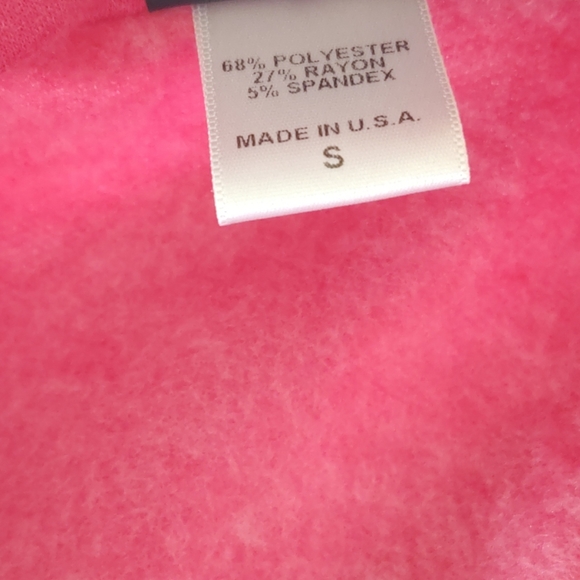 68% POLYESTER
27% RAYON
5% SPANDEX
MADE IN U.S.A.
S